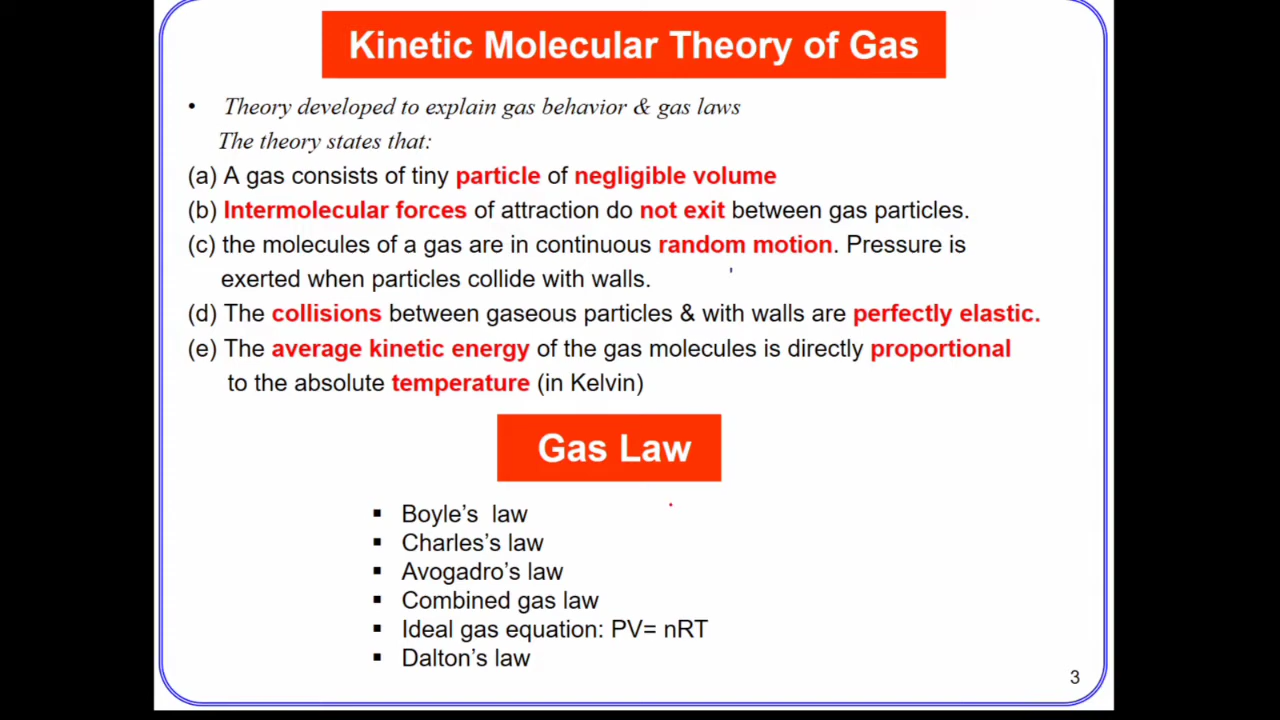 Kinetic Molecular Theory of Gas
• Theory developed to explain gas behavior & gas laws
The theory states that:
(a) A gas consists of tiny particle of negligible volume
(b) Intermolecular forces of attraction do not exit between gas particles.
(c) the molecules of a gas are in continuous random motion. Pressure is
exerted when particles collide with walls.
(d) The collisions between gaseous particles & with walls are perfectly elastic.
(e) The average kinetic energy of the gas molecules is directly proportional
to the absolute temperature (in Kelvin)
Gas Law
▪ Boyle's law
▪ Charles's law
▪ Avogadro's law
▪ Combined gas law
▪ Ideal gas equation: PV= nRT
▪ Dalton's law
3